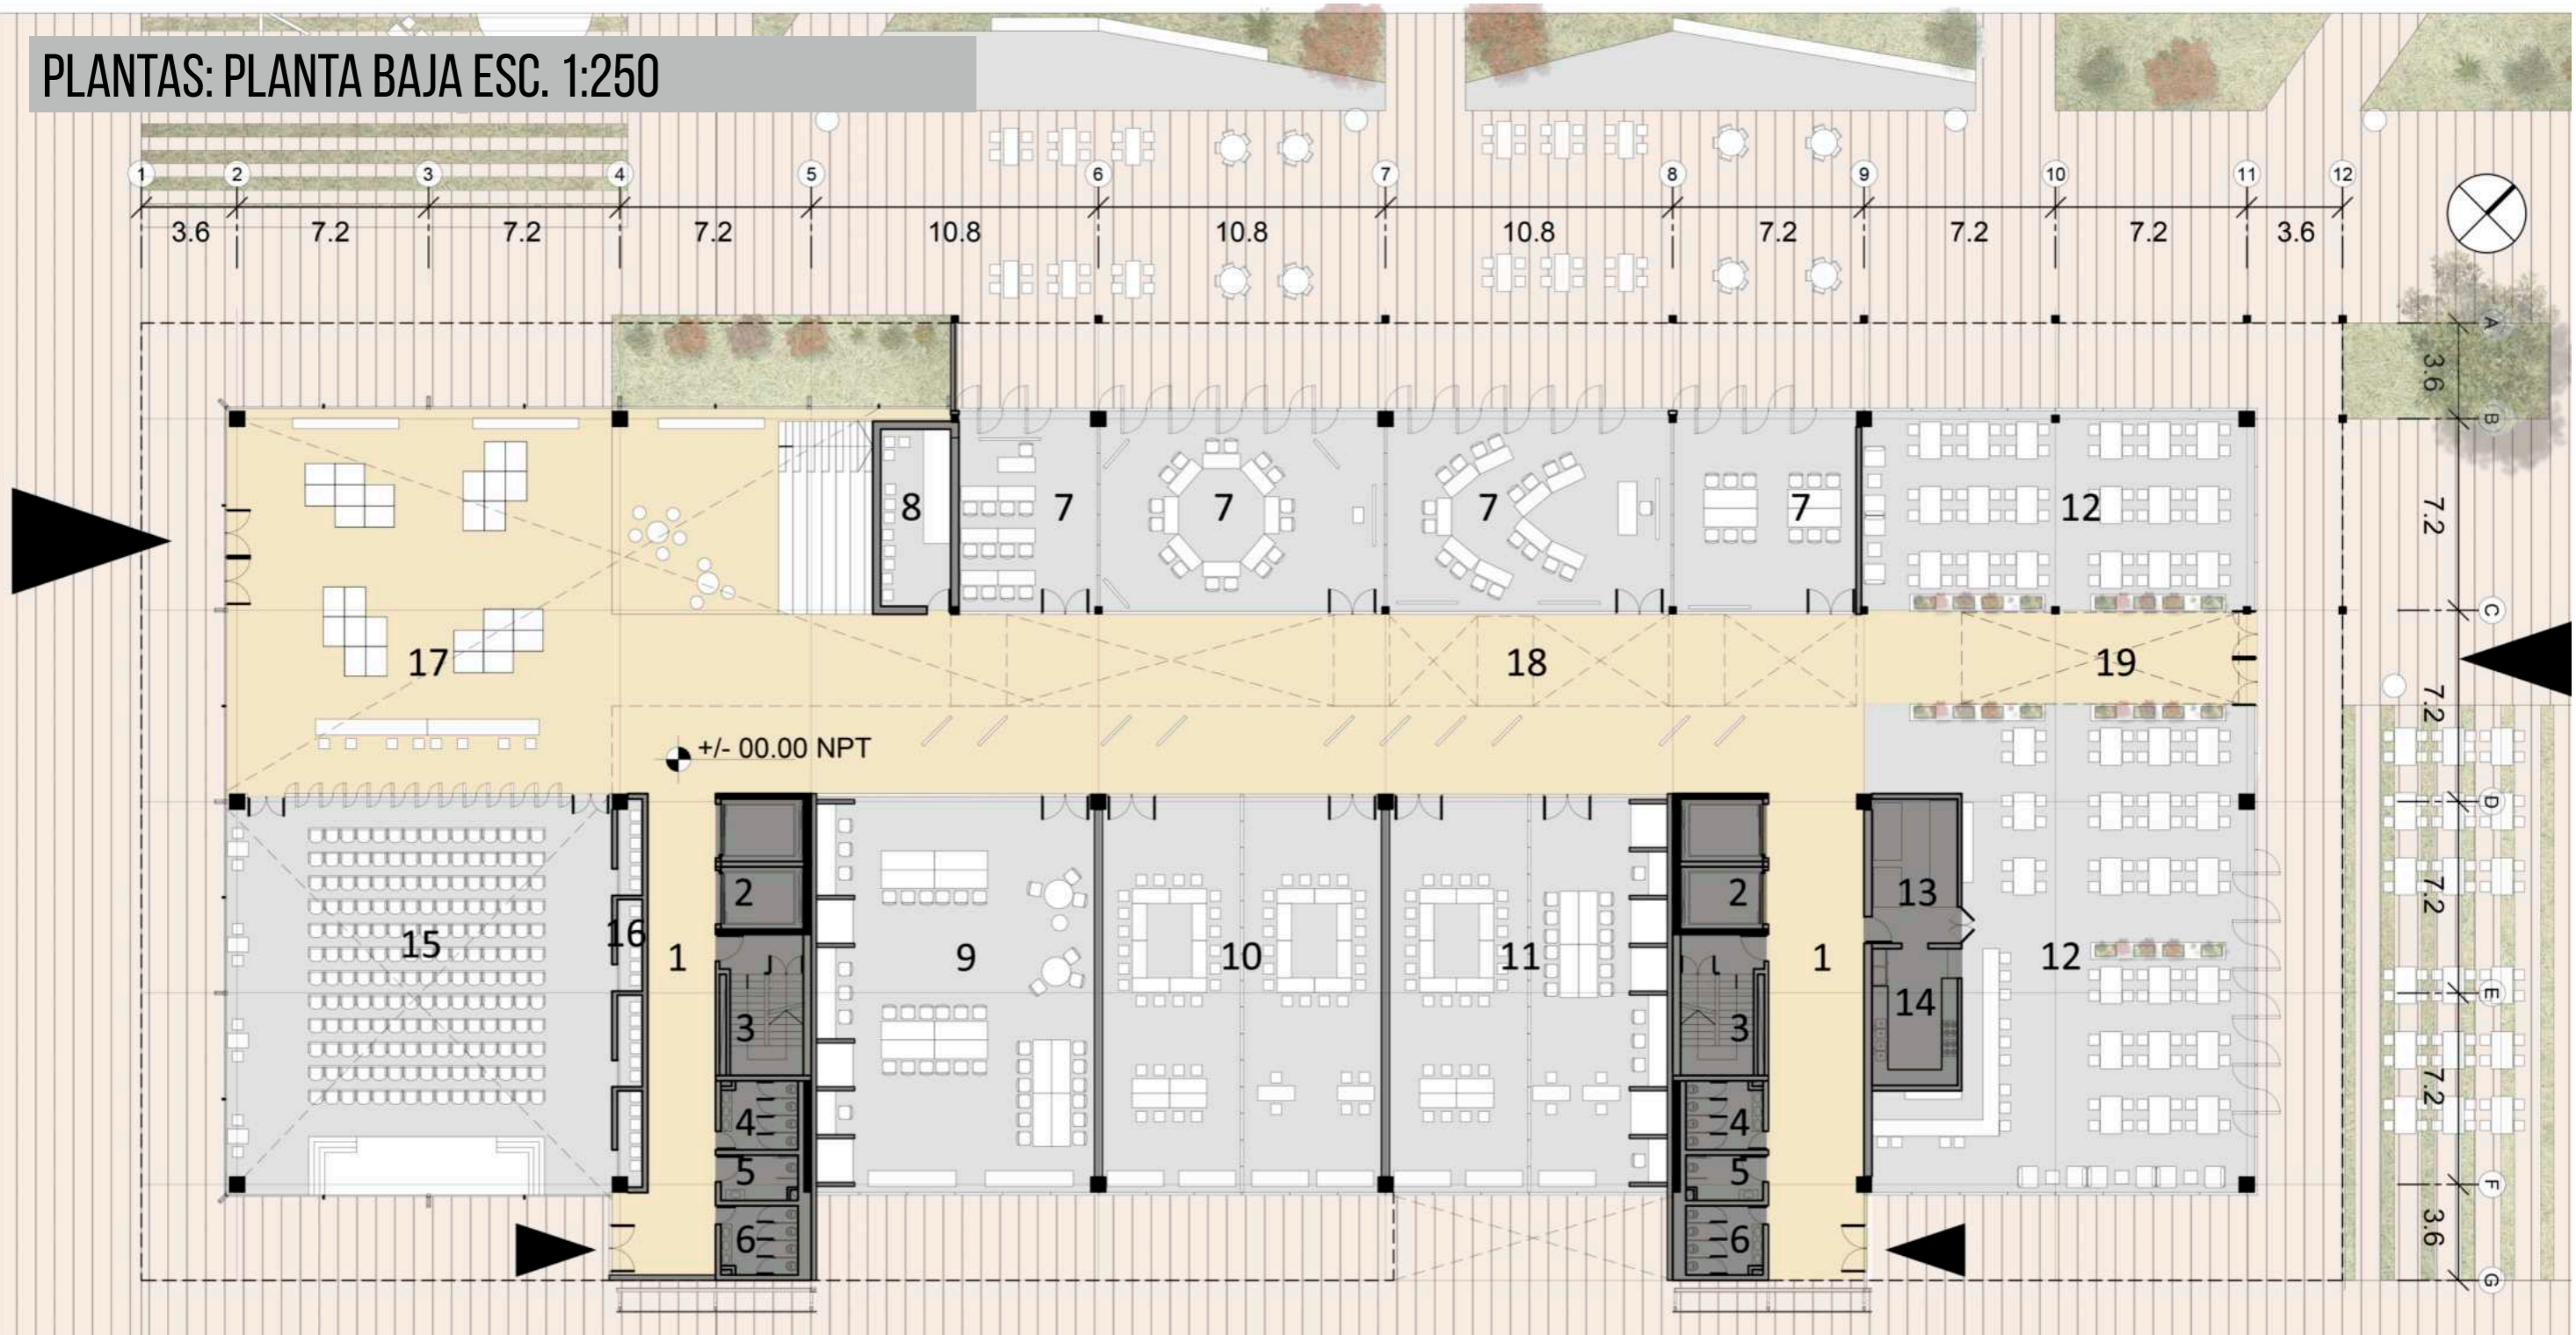 PLANTAS: PLANTA BAJA ESC. 1:250
1 2 3 4 5 6 7 8 9 10 11 12
3.6 7.2 7.2 7.2 10.8 10.8 10.8 7.2 7.2 7.2 3.6
A
3.6
B
8 7 7 7 7 12
7.2
C
17 18 19
7.2
+/- 00.00 NPT
D
2 2 13
7.2
15 16 1 9 10 11 1 12
E
3 3 14
7.2
4 4
5 5
F
6 6
3.6
G